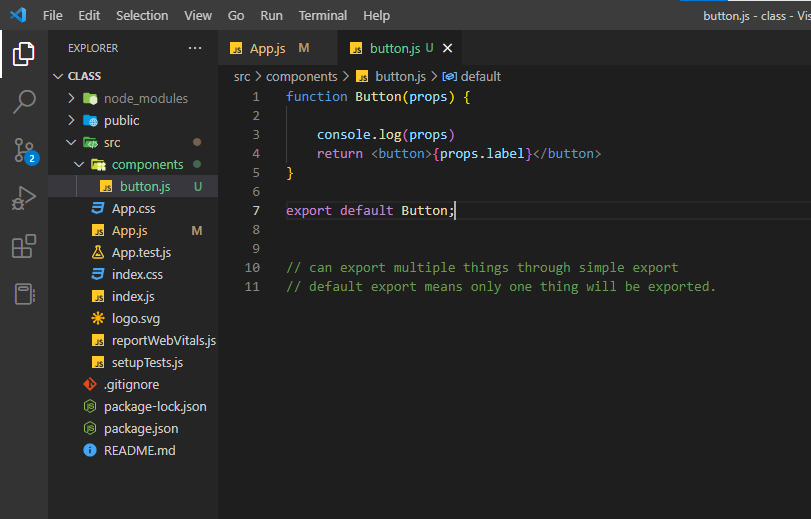 File Edit Selection View Go Run Terminal Help button.js - class - Vis
EXPLORER ···
App.js M button.js U
CLASS
src > components > button.js > default
node_modules
public
src
components
button.js U
App.css
App.js M
App.test.js
index.css
index.js
logo.svg
reportWebVitals.js
setupTests.js
.gitignore
package-lock.json
package.json
README.md
2
1 function Button(props) {
2
3 console.log(props)
4 return <button>{props.label}</button>
5 }
6
7 export default Button;
8
9
10 // can export multiple things through simple export
11 // default export means only one thing will be exported.